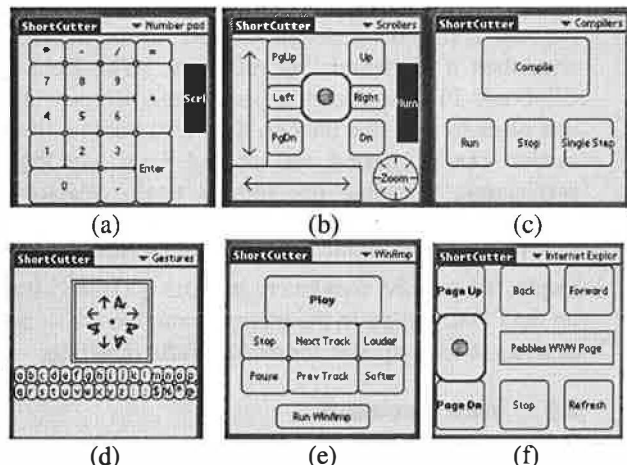 ShortCutter Number pad
* - / =
7 8 9 +
4 5 6
1 2 3
Enter
0 .
Scrl
(a)
ShortCutter Scrollers
PgUp Up
Left Right
PgDn Dn
Num
Zoom
(b)
ShortCutter Compilers
Compile
Run Stop Single Step
(c)
ShortCutter Gestures
a b c d e f g h i j k l m n o p
q r s t u v w x y z
(d)
ShortCutter WinAmp
Play
Stop Next Track Louder
Pause Prev Track Softer
Run WinAmp
(e)
ShortCutter Internet Explor
Page Up Back Forward
Pebbles WWW Page
Page Dn Stop Refresh
(f)